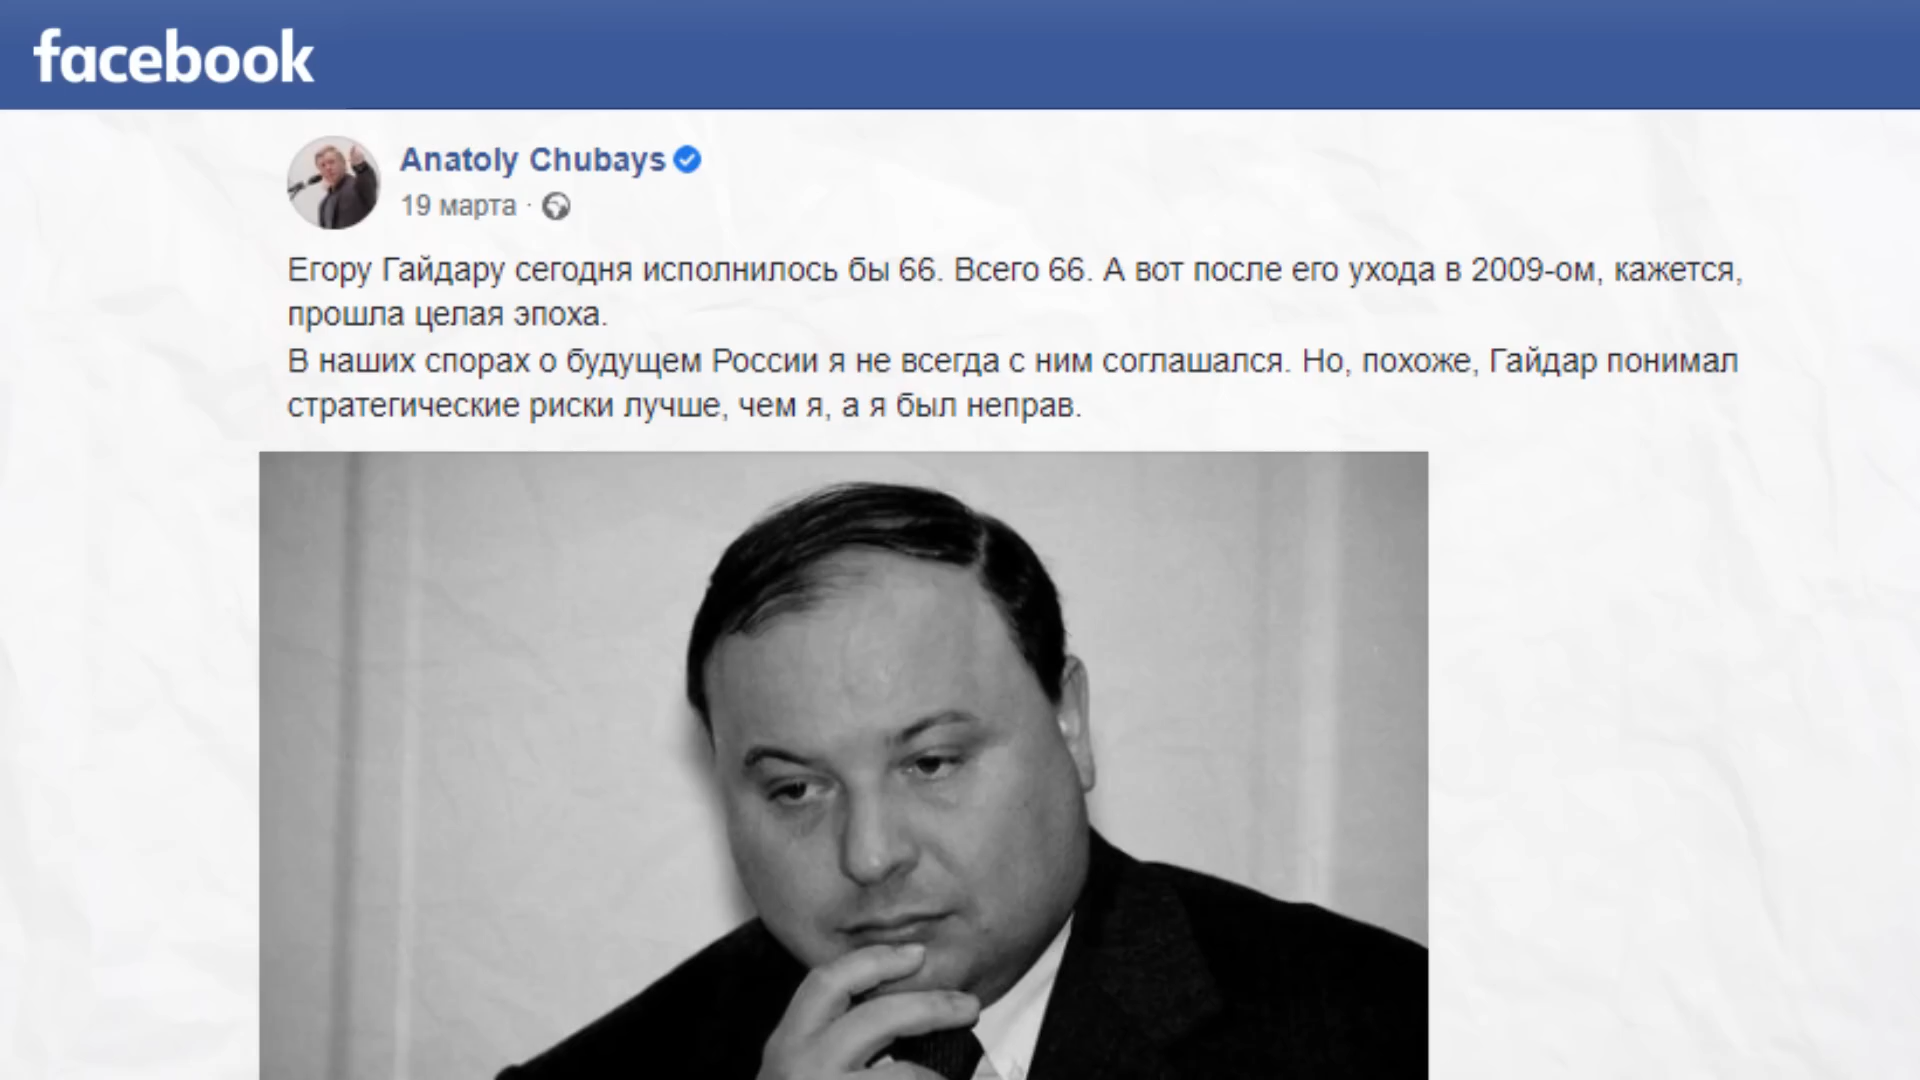 facebook
Anatoly Chubays
19 марта ·
Егору Гайдару сегодня исполнилось бы 66. Всего 66. А вот после его ухода в 2009-ом, кажется,
прошла целая эпоха.
В наших спорах о будущем России я не всегда с ним соглашался. Но, похоже, Гайдар понимал
стратегические риски лучше, чем я, а я был неправ.